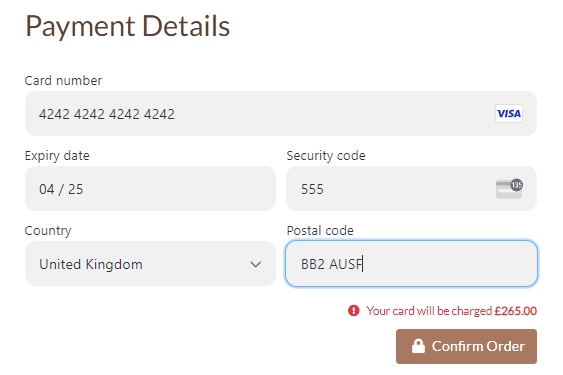 Payment Details
Card number
4242 4242 4242 4242 VISA
Expiry date Security code
04 / 25 555 135
Country Postal code
United Kingdom BB2 AUSF
Your card will be charged £265.00
Confirm Order